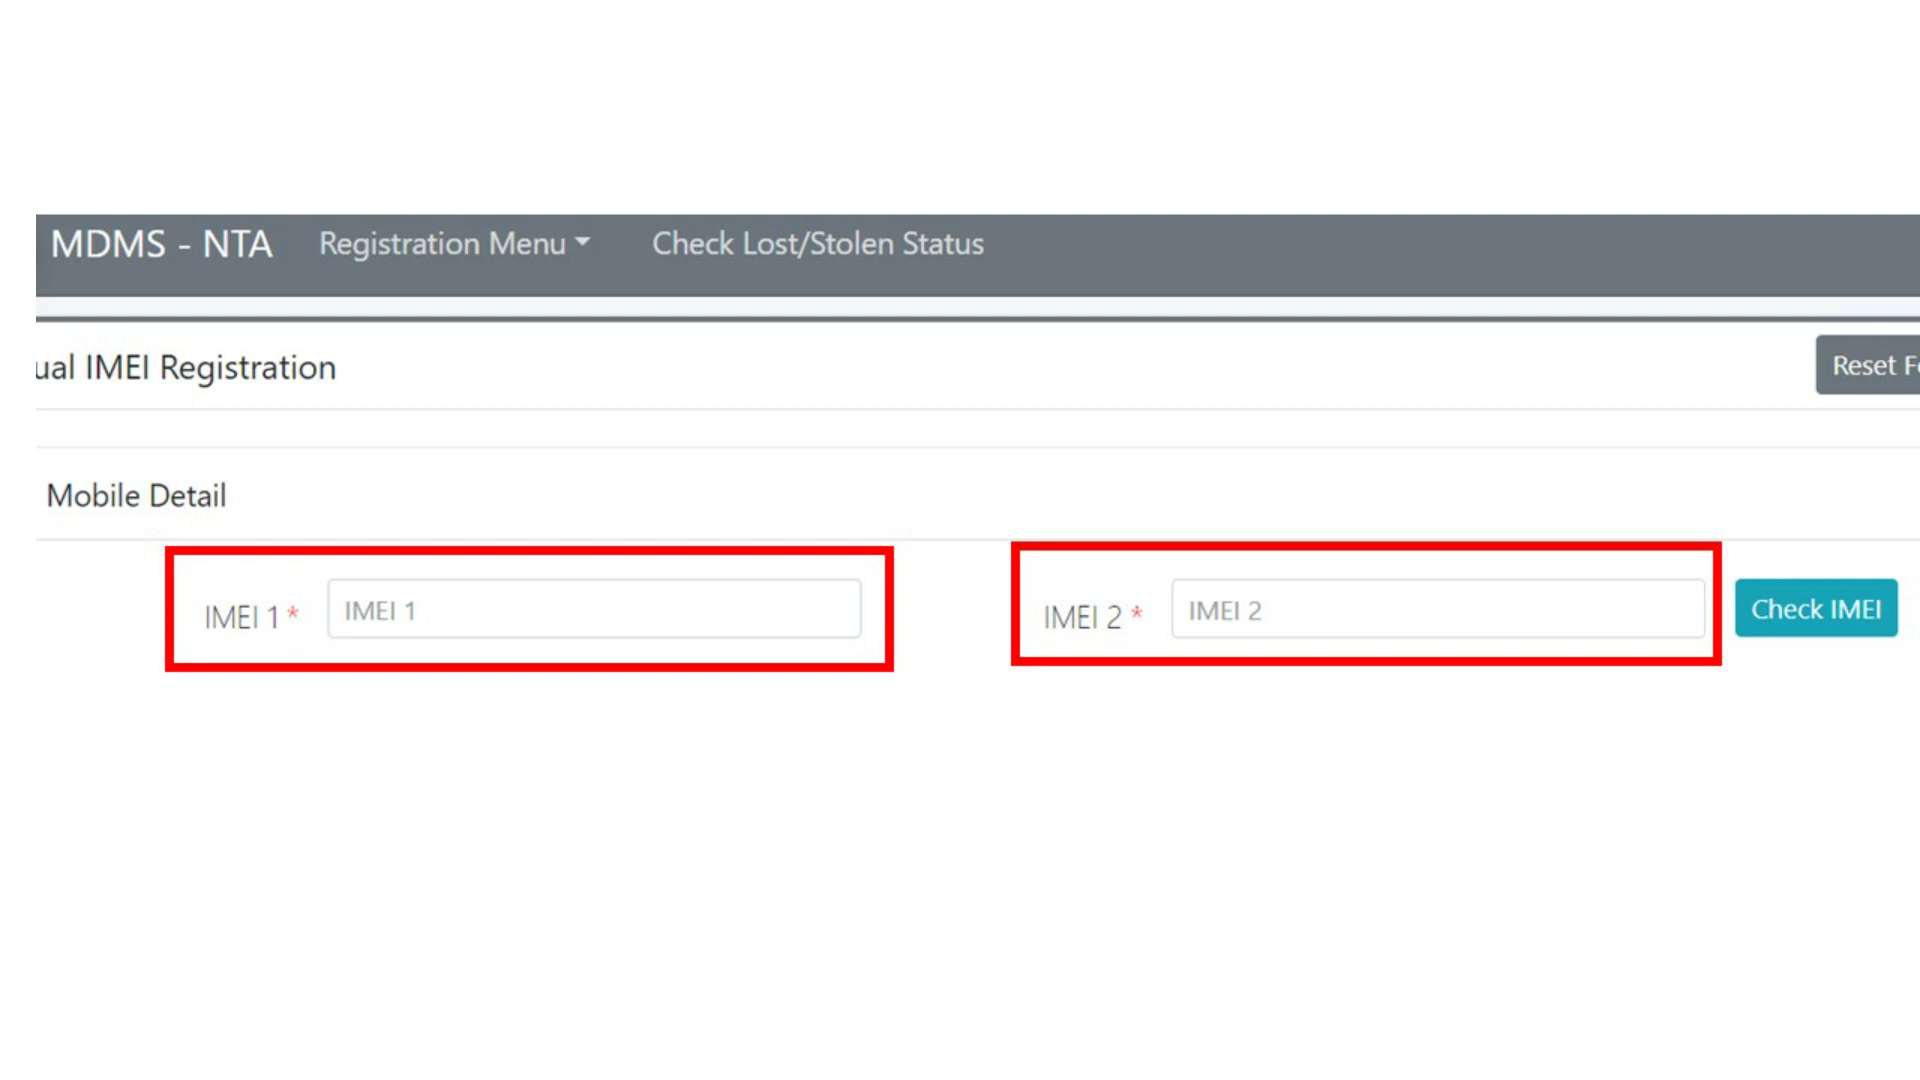 MDMS - NTA Registration Menu Check Lost/Stolen Status
ual IMEI Registration Reset
Mobile Detail
IMEI 1 * IMEI 1 IMEI 2 * IMEI 2 Check IMEI